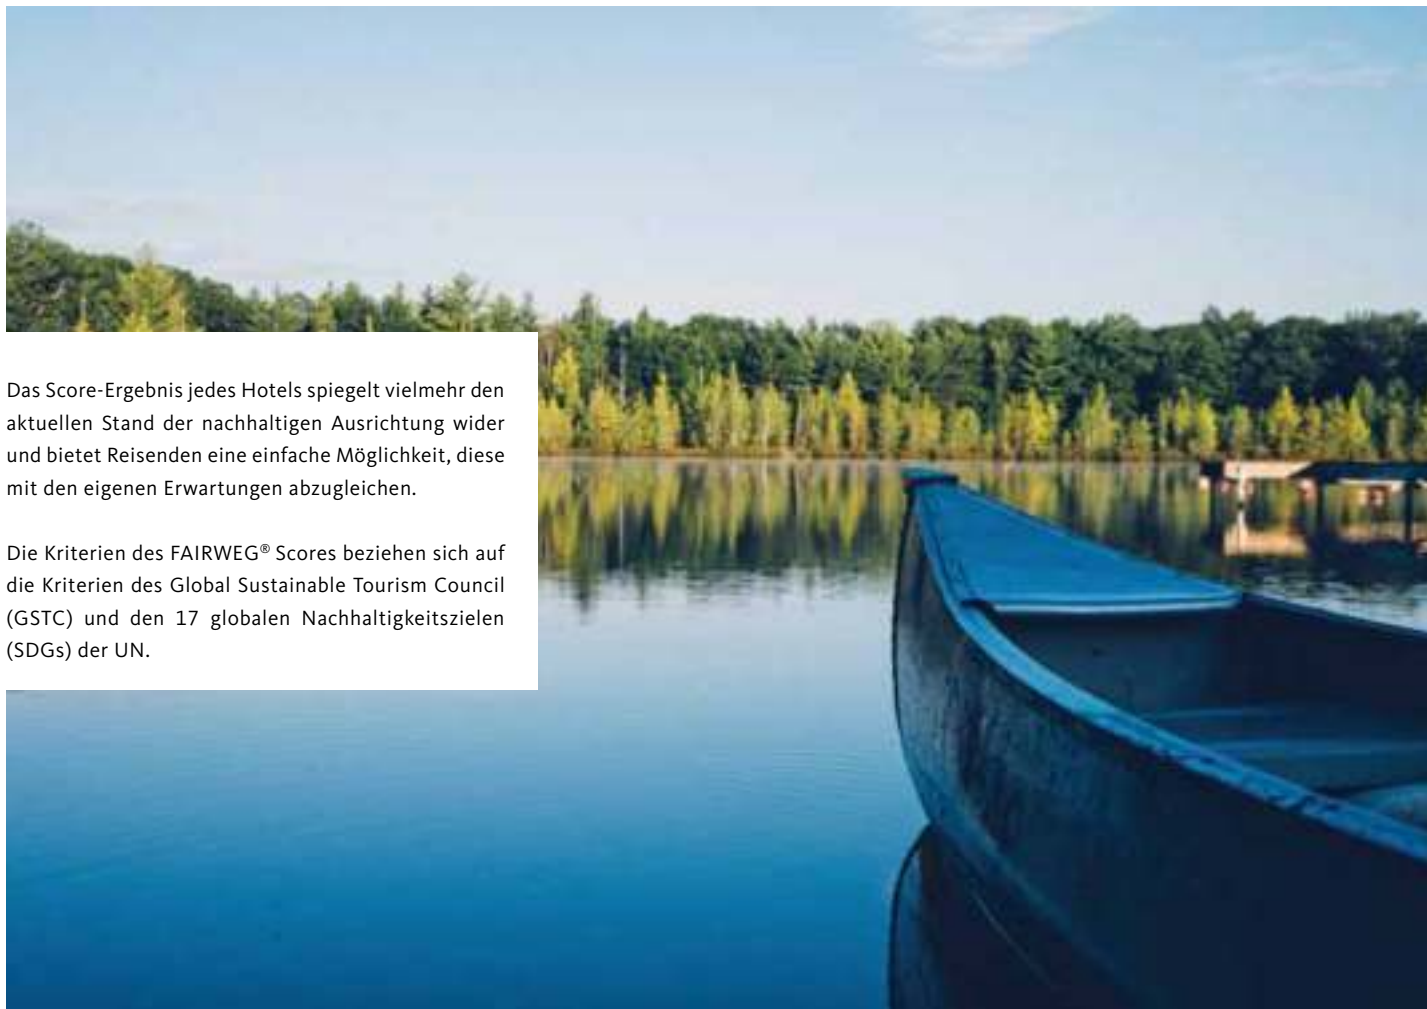 Das Score-Ergebnis jedes Hotels spiegelt vielmehr den
aktuellen Stand der nachhaltigen Ausrichtung wider
und bietet Reisenden eine einfache Möglichkeit, diese
mit den eigenen Erwartungen abzugleichen.
Die Kriterien des FAIRWEG® Scores beziehen sich auf
die Kriterien des Global Sustainable Tourism Council
(GSTC) und den 17 globalen Nachhaltigkeitszielen
(SDGs) der UN.